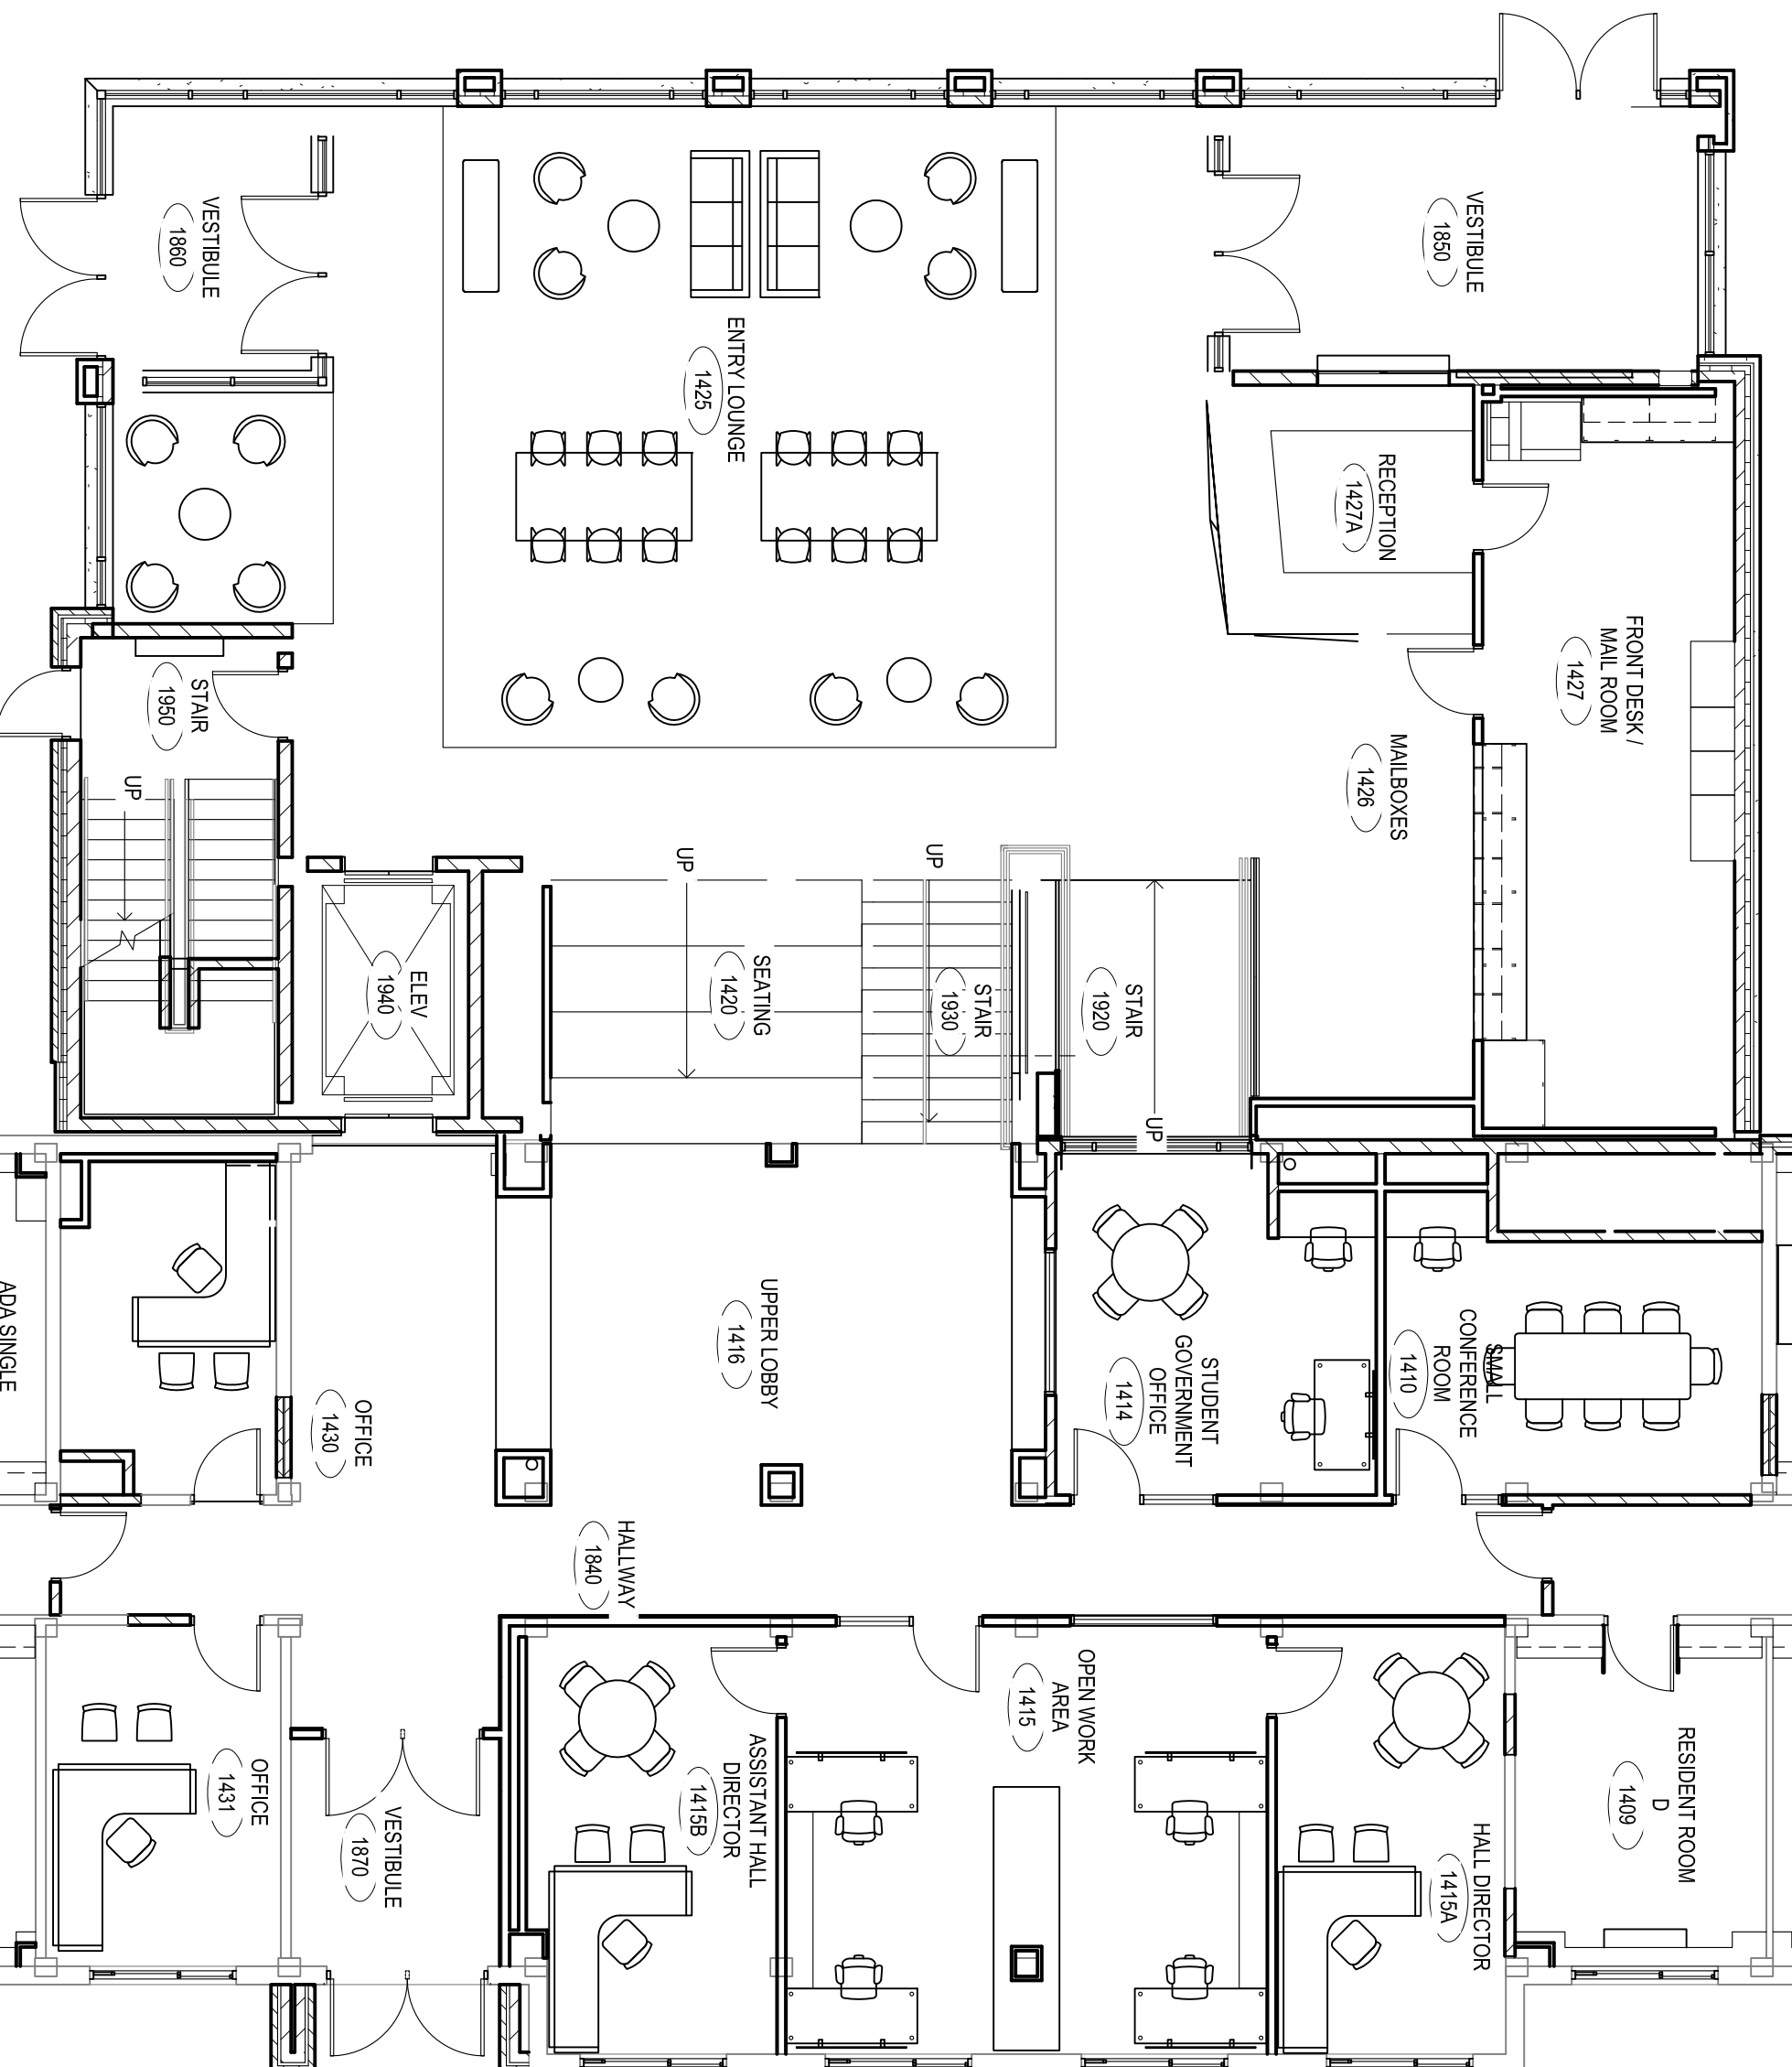 VESTIBULE
1850
VESTIBULE
1860
ENTRY LOUNGE
1425
RECEPTION
1427A
FRONT DESK /
MAIL ROOM
1427
STAIR
1950
UP
MAILBOXES
1426
UP
UP
ELEV
1940
SEATING
1420
STAIR
1930
STAIR
1920
UP
ADA SINGLE
OFFICE
1430
UPPER LOBBY
1416
STUDENT
GOVERNMENT
OFFICE
1414
SMALL
CONFERENCE
ROOM
1410
HALLWAY
1840
OFFICE
1431
VESTIBULE
1870
ASSISTANT HALL
DIRECTOR
1415B
OPEN WORK
AREA
1415
HALL DIRECTOR
1415A
RESIDENT ROOM
D
1409